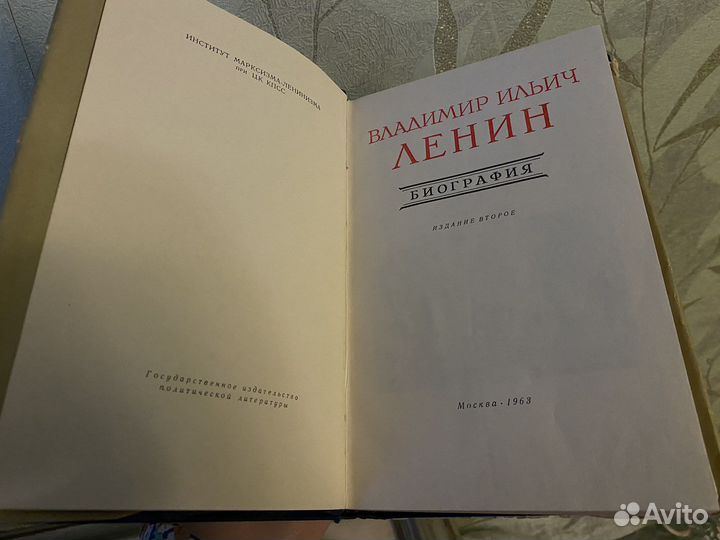 ИНСТИТУТ МАРКСИЗМА-ЛЕНИНИЗМА
при ЦК КПСС
Государственное издательство
политической литературы
ВЛАДИМИР ИЛЬИЧ
ЛЕНИН
БИОГРАФИЯ
ИЗДАНИЕ ВТОРОЕ
Москва · 1963
Avito